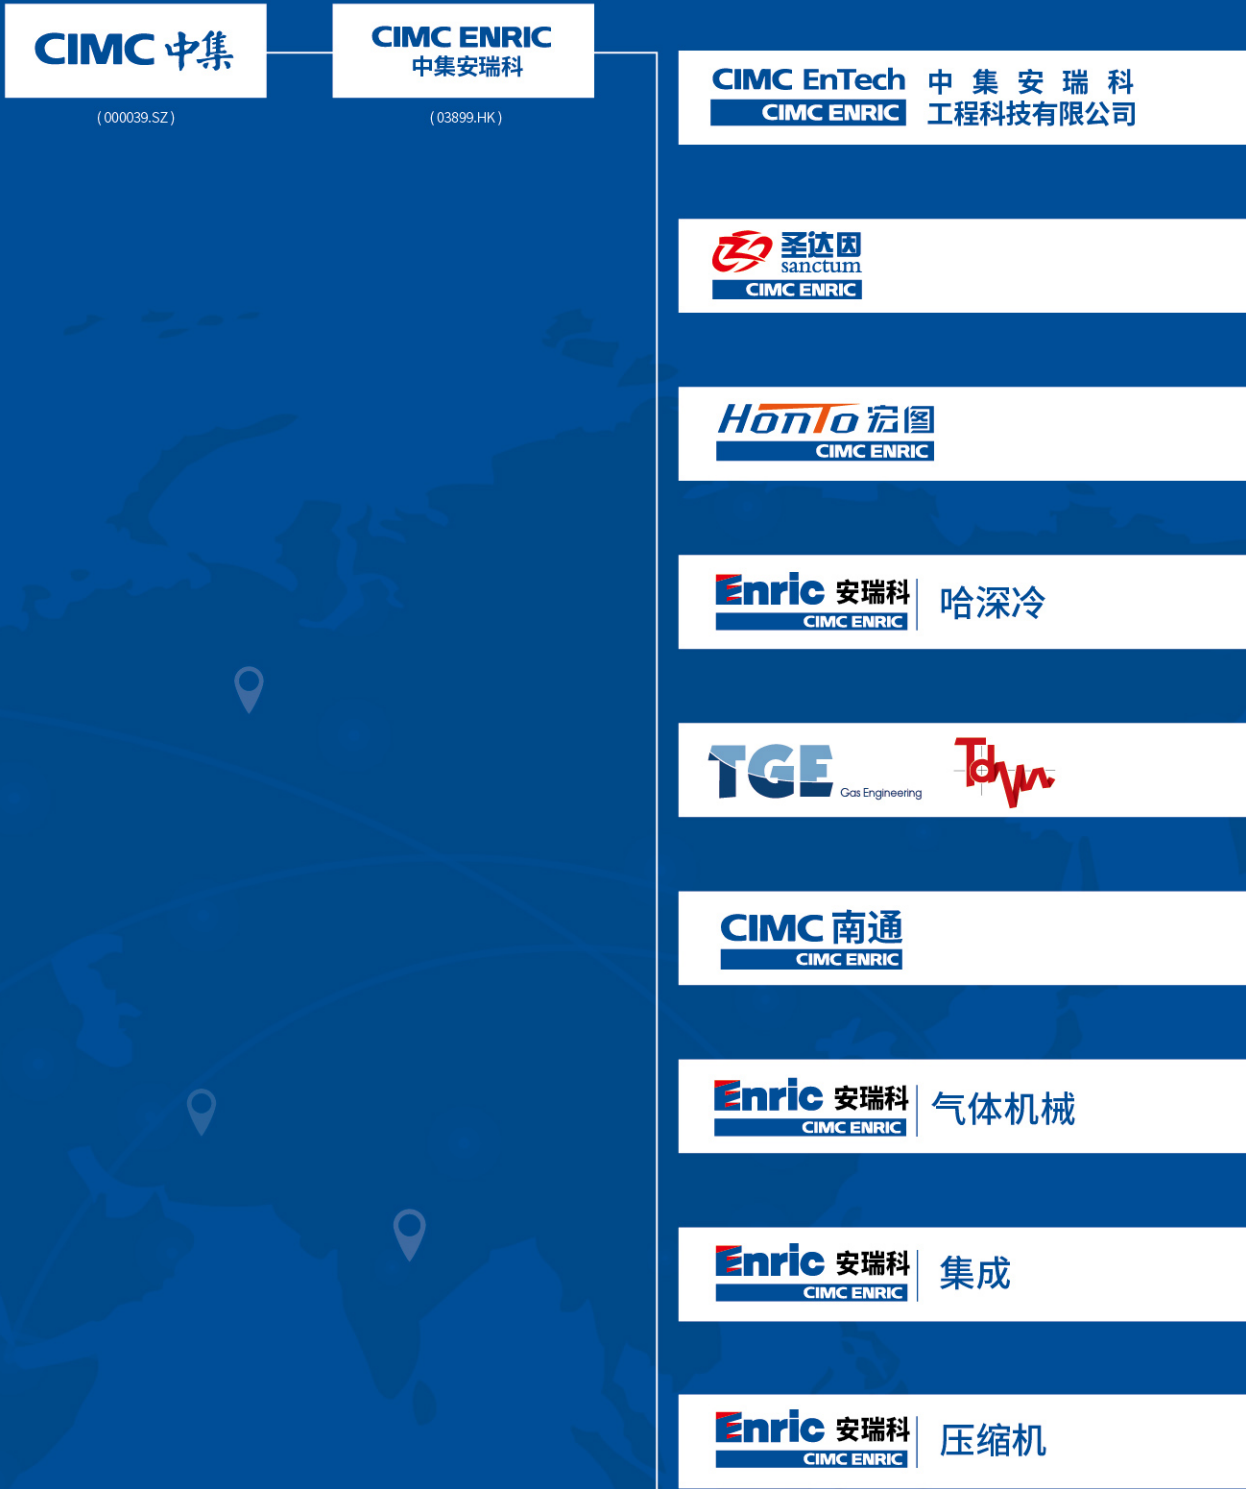 CIMC 中集
(000039.SZ)
CIMC ENRIC
中集安瑞科
(03899.HK)
CIMC EnTech
CIMC ENRIC
中集安瑞科
工程科技有限公司
圣达因
sanctum
CIMC ENRIC
HonTo 宏图
CIMC ENRIC
Enric 安瑞科
CIMC ENRIC
哈深冷
TGE
Gas Engineering
CIMC 南通
CIMC ENRIC
Enric 安瑞科
CIMC ENRIC
气体机械
Enric 安瑞科
CIMC ENRIC
集成
Enric 安瑞科
CIMC ENRIC
压缩机